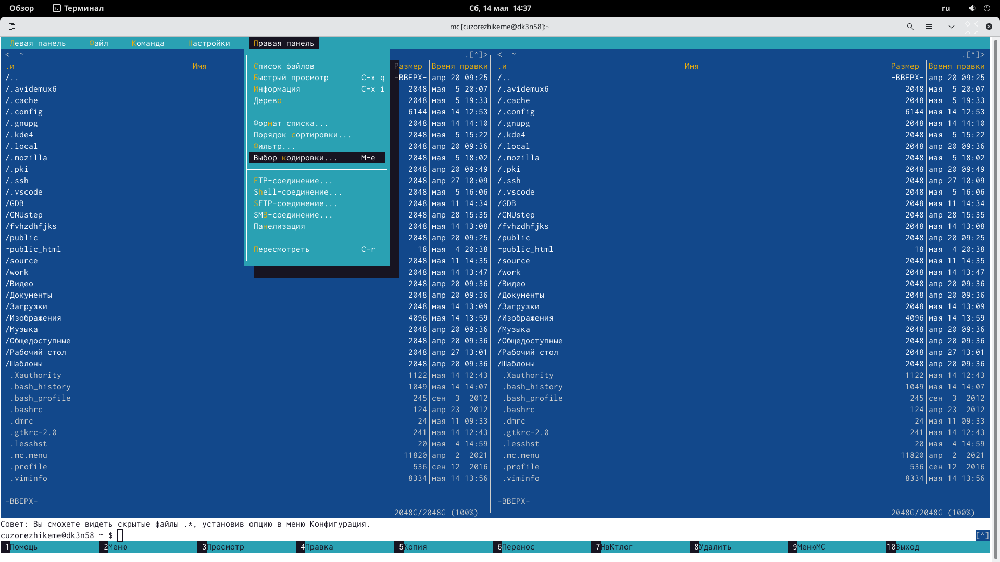 Обзор Терминал Сб, 14 мая 14:37 ru
mc [cuzorezhikeme@dk3n58]:~
Левая панель Файл Команда Настройки Правая панель
<— ~ .[^]> <— ~ .[^]>
.и Имя Список файлов Размер Время правки .и Имя Размер Время правки
/.. Быстрый просмотр C-x q -ВВЕРХ- апр 20 09:25 /.. -ВВЕРХ- апр 20 09:25
/.avidemux6 Информация C-x i 2048 мая 5 20:07 /.avidemux6 2048 мая 5 20:07
/.cache Дерево 2048 мая 5 19:33 /.cache 2048 мая 5 19:33
/.config 6144 мая 14 12:53 /.config 6144 мая 14 12:53
/.gnupg Формат списка... 2048 мая 14 14:10 /.gnupg 2048 мая 14 14:10
/.kde4 Порядок сортировки... 2048 мая 5 15:22 /.kde4 2048 мая 5 15:22
/.local Фильтр... 2048 апр 20 09:36 /.local 2048 апр 20 09:36
/.mozilla Выбор кодировки... M-e 2048 мая 5 18:02 /.mozilla 2048 мая 5 18:02
/.pki 2048 апр 20 09:49 /.pki 2048 апр 20 09:49
/.ssh FTP-соединение... 2048 апр 27 10:09 /.ssh 2048 апр 27 10:09
/.vscode Shell-соединение... 2048 мая 5 16:06 /.vscode 2048 мая 5 16:06
/GDB SFTP-соединение... 2048 мая 11 14:34 /GDB 2048 мая 11 14:34
/GNUstep SMB-соединение... 2048 апр 28 15:35 /GNUstep 2048 апр 28 15:35
/fvhzdhfjks Панелизация 2048 мая 14 13:08 /fvhzdhfjks 2048 мая 14 13:08
/public 2048 апр 20 09:25 /public 2048 апр 20 09:25
~public_html Пересмотреть C-r 18 мая 4 20:38 ~public_html 18 мая 4 20:38
/source 2048 мая 11 14:35 /source 2048 мая 11 14:35
/work 2048 мая 14 13:47 /work 2048 мая 14 13:47
/Видео 2048 апр 20 09:36 /Видео 2048 апр 20 09:36
/Документы 2048 апр 20 09:36 /Документы 2048 апр 20 09:36
/Загрузки 2048 мая 14 13:09 /Загрузки 2048 мая 14 13:09
/Изображения 4096 мая 14 13:59 /Изображения 4096 мая 14 13:59
/Музыка 2048 апр 20 09:36 /Музыка 2048 апр 20 09:36
/Общедоступные 2048 апр 20 09:36 /Общедоступные 2048 апр 20 09:36
/Рабочий стол 2048 апр 27 13:01 /Рабочий стол 2048 апр 27 13:01
/Шаблоны 2048 апр 20 09:36 /Шаблоны 2048 апр 20 09:36
.Xauthority 1122 мая 14 12:43 .Xauthority 1122 мая 14 12:43
.bash_history 1049 мая 14 14:07 .bash_history 1049 мая 14 14:07
.bash_profile 245 сен 3 2012 .bash_profile 245 сен 3 2012
.bashrc 124 апр 23 2012 .bashrc 124 апр 23 2012
.dmrc 24 мая 11 09:33 .dmrc 24 мая 11 09:33
.gtkrc-2.0 241 мая 14 12:43 .gtkrc-2.0 241 мая 14 12:43
.lesshst 20 мая 4 14:59 .lesshst 20 мая 4 14:59
.mc.menu 11820 апр 2 2021 .mc.menu 11820 апр 2 2021
.profile 536 сен 12 2016 .profile 536 сен 12 2016
.viminfo 8334 мая 14 13:56 .viminfo 8334 мая 14 13:56
-ВВЕРХ- -ВВЕРХ-
2048G/2048G (100%) 2048G/2048G (100%)
Совет: Вы сможете видеть скрытые файлы .*, установив опцию в меню Конфигурация.
cuzorezhikeme@dk3n58 ~ $ [^]
1Помощь 2Меню 3Просмотр 4Правка 5Копия 6Перенос 7НвКтлог 8Удалить 9МенюMC 10Выход